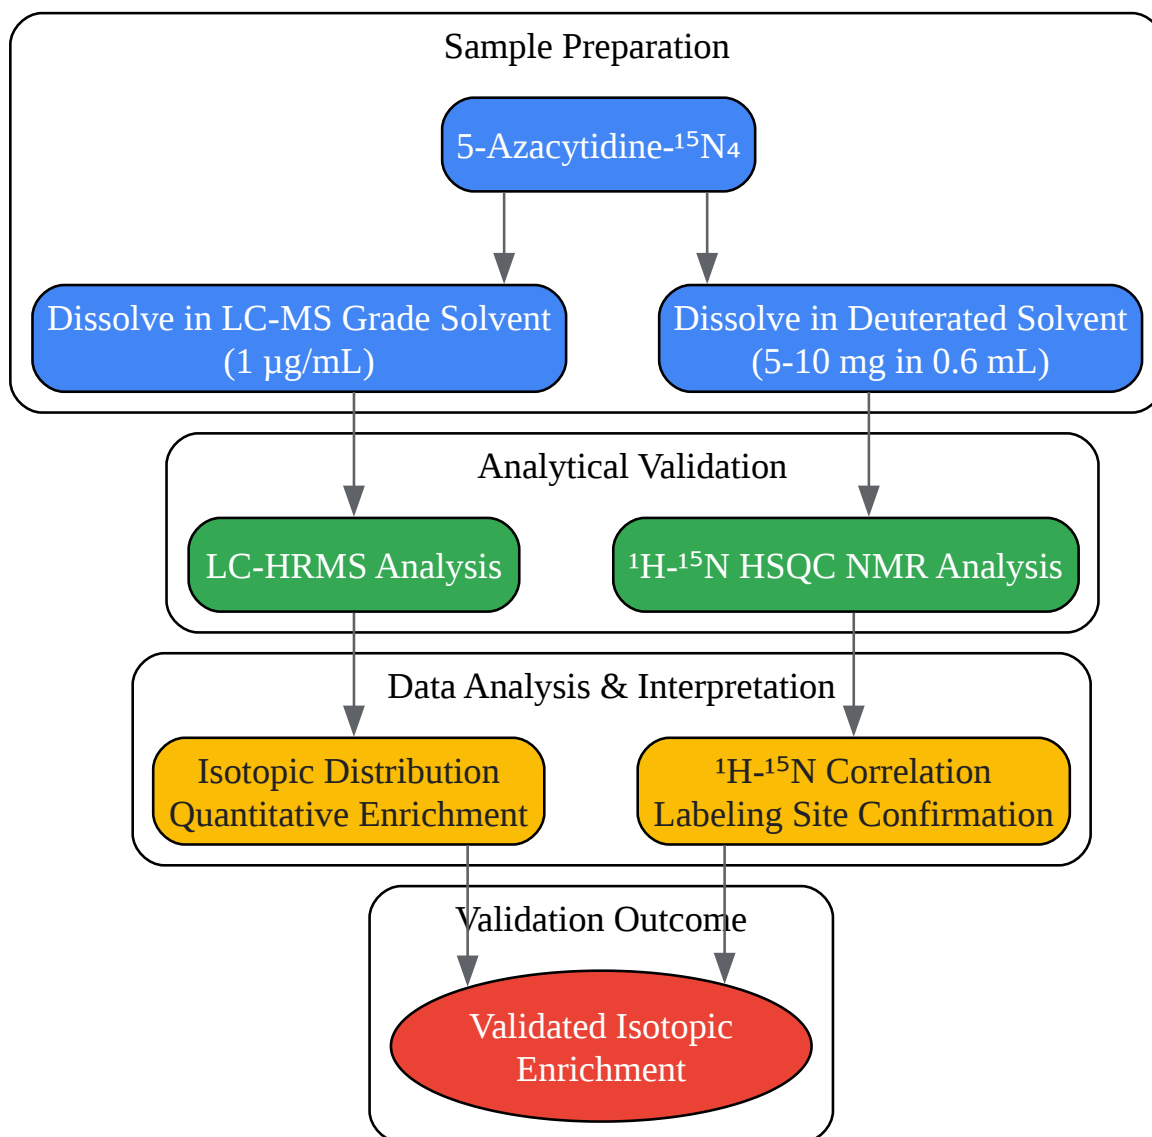 Sample Preparation
5-Azacytidine-¹⁵N₄
Dissolve in LC-MS Grade Solvent
(1 µg/mL)
Dissolve in Deuterated Solvent
(5-10 mg in 0.6 mL)
Analytical Validation
LC-HRMS Analysis
¹H-¹⁵N HSQC NMR Analysis
Data Analysis & Interpretation
Isotopic Distribution
Quantitative Enrichment
¹H-¹⁵N Correlation
Labeling Site Confirmation
Validation Outcome
Validated Isotopic
Enrichment